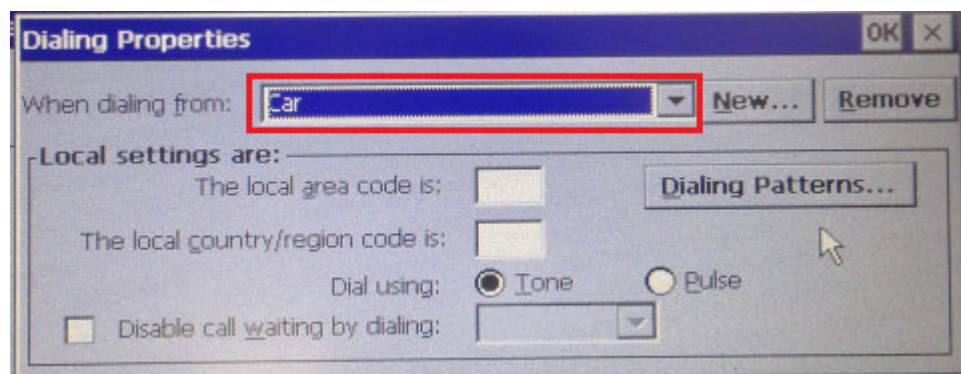 Dialing Properties OK ×
When dialing from: Car New... Remove
Local settings are:
The local area code is: Dialing Patterns...
The local country/region code is:
Dial using: Tone Pulse
Disable call waiting by dialing: